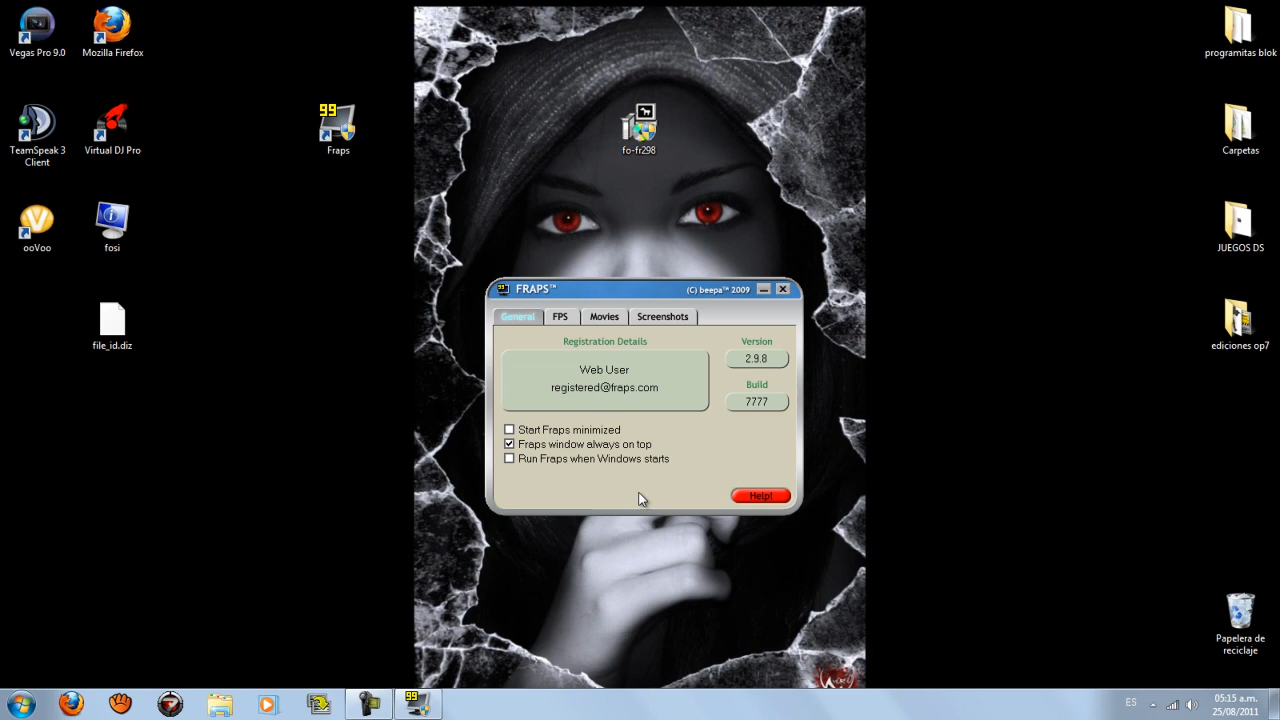 Vegas Pro 9.0
Mozilla Firefox
TeamSpeak 3
Client
Virtual DJ Pro
99
Fraps
ooVoo
fosi
file_id.diz
fo-fr298
programitas blok
Carpetas
JUEGOS DS
ediciones op7
Papelera de
reciclaje
FRAPS™
(C) beepa™ 2009
General
FPS
Movies
Screenshots
Registration Details
Version
Web User
registered@fraps.com
2.9.8
Build
7777
Start Fraps minimized
Fraps window always on top
Run Fraps when Windows starts
Help!
99
ES
05:15 a.m.
25/08/2011